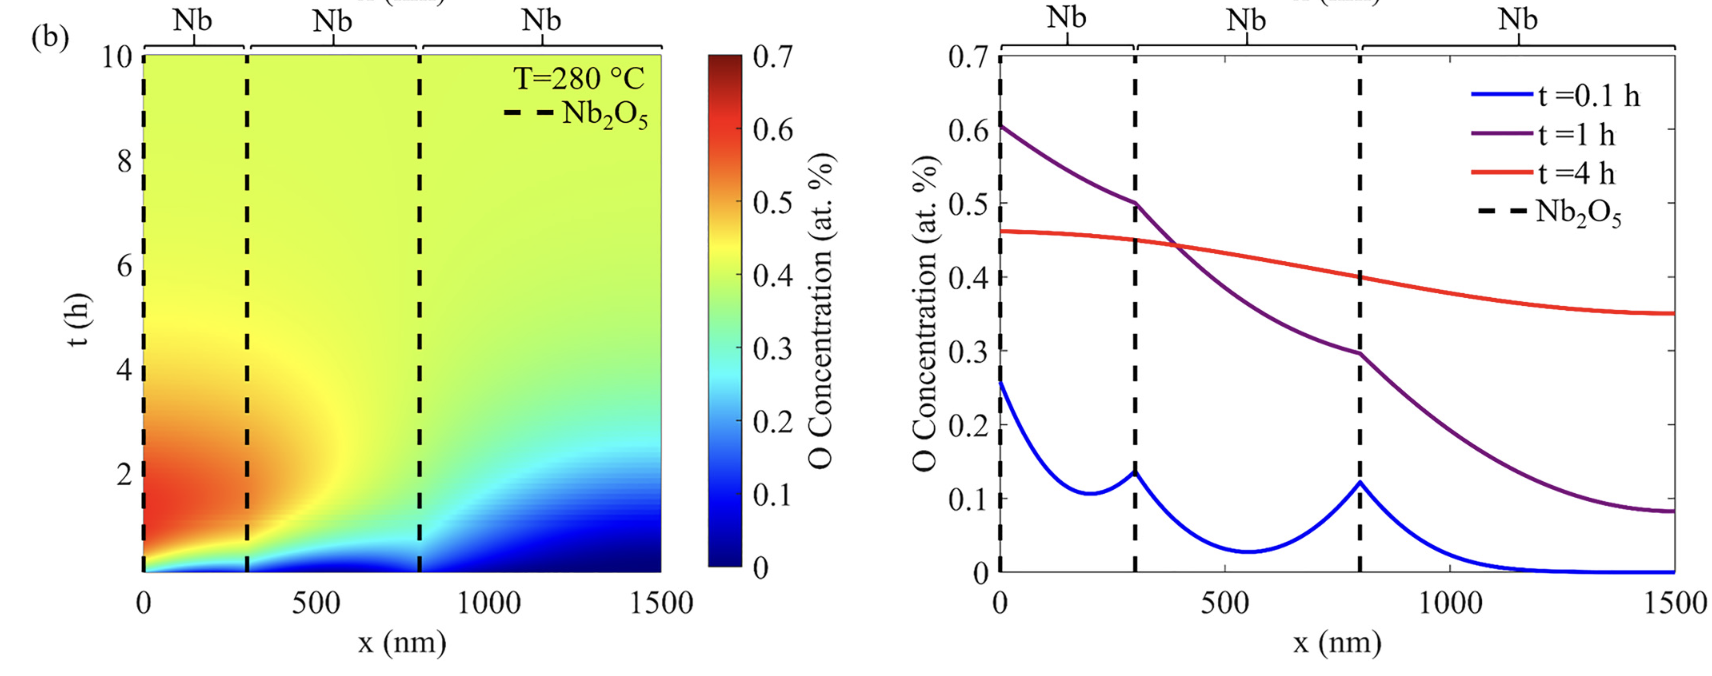 (b)
Nb Nb Nb
10
8
6
4
2
t (h)
T=280 °C
Nb₂O₅
0 500 1000 1500
x (nm)
0.7
0.6
0.5
0.4
0.3
0.2
0.1
0
O Concentration (at. %)
Nb Nb Nb
0.7
0.6
0.5
0.4
0.3
0.2
0.1
0
O Concentration (at. %)
t =0.1 h
t =1 h
t =4 h
Nb₂O₅
0 500 1000 1500
x (nm)